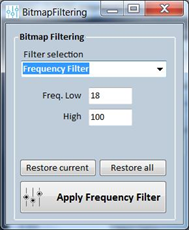 BitmapFiltering
Bitmap Filtering
Filter selection
Frequency Filter
Freq. Low 18
High 100
Restore current Restore all
Apply Frequency Filter